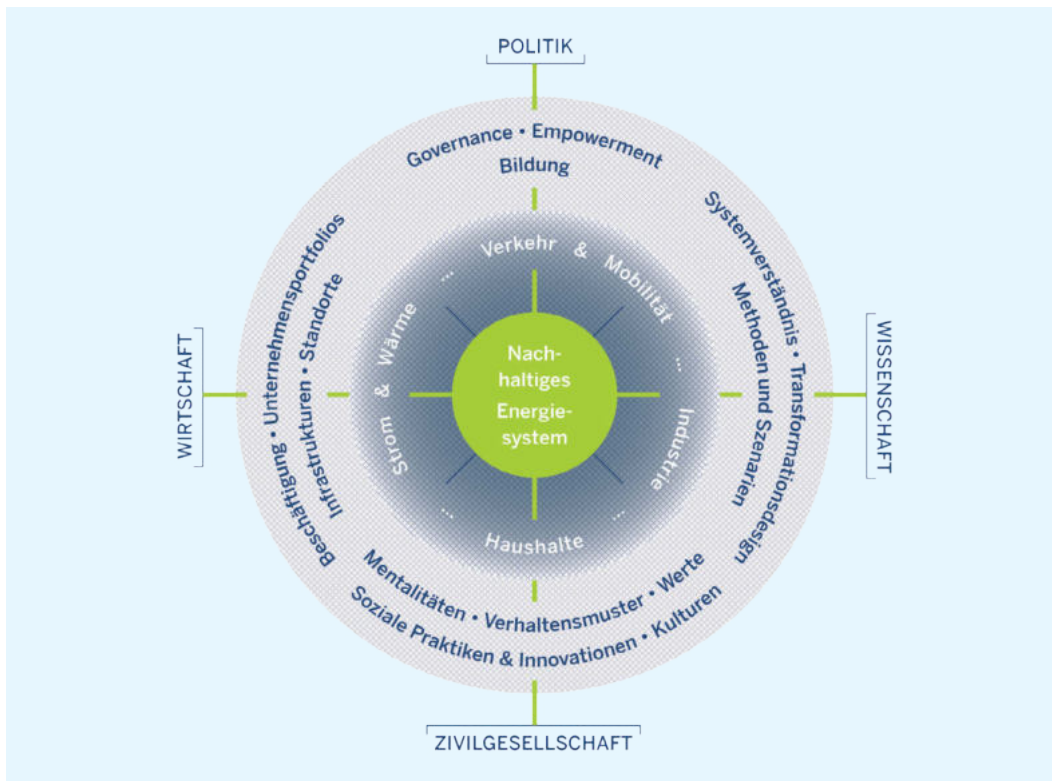 POLITIK
Governance • Empowerment
Bildung
Systemverständnis • Transformationsdesign
Methoden und Szenarien
WISSENSCHAFT
Mentalitäten • Verhaltensmuster • Werte
Soziale Praktiken & Innovationen • Kulturen
ZIVILGESELLSCHAFT
Beschäftigung • Unternehmensportfolios
Infrastrukturen • Standorte
WIRTSCHAFT
Strom & Wärme ... Verkehr & Mobilität ... Industrie ... Haushalte ...
Nach-
haltiges
Energie-
system